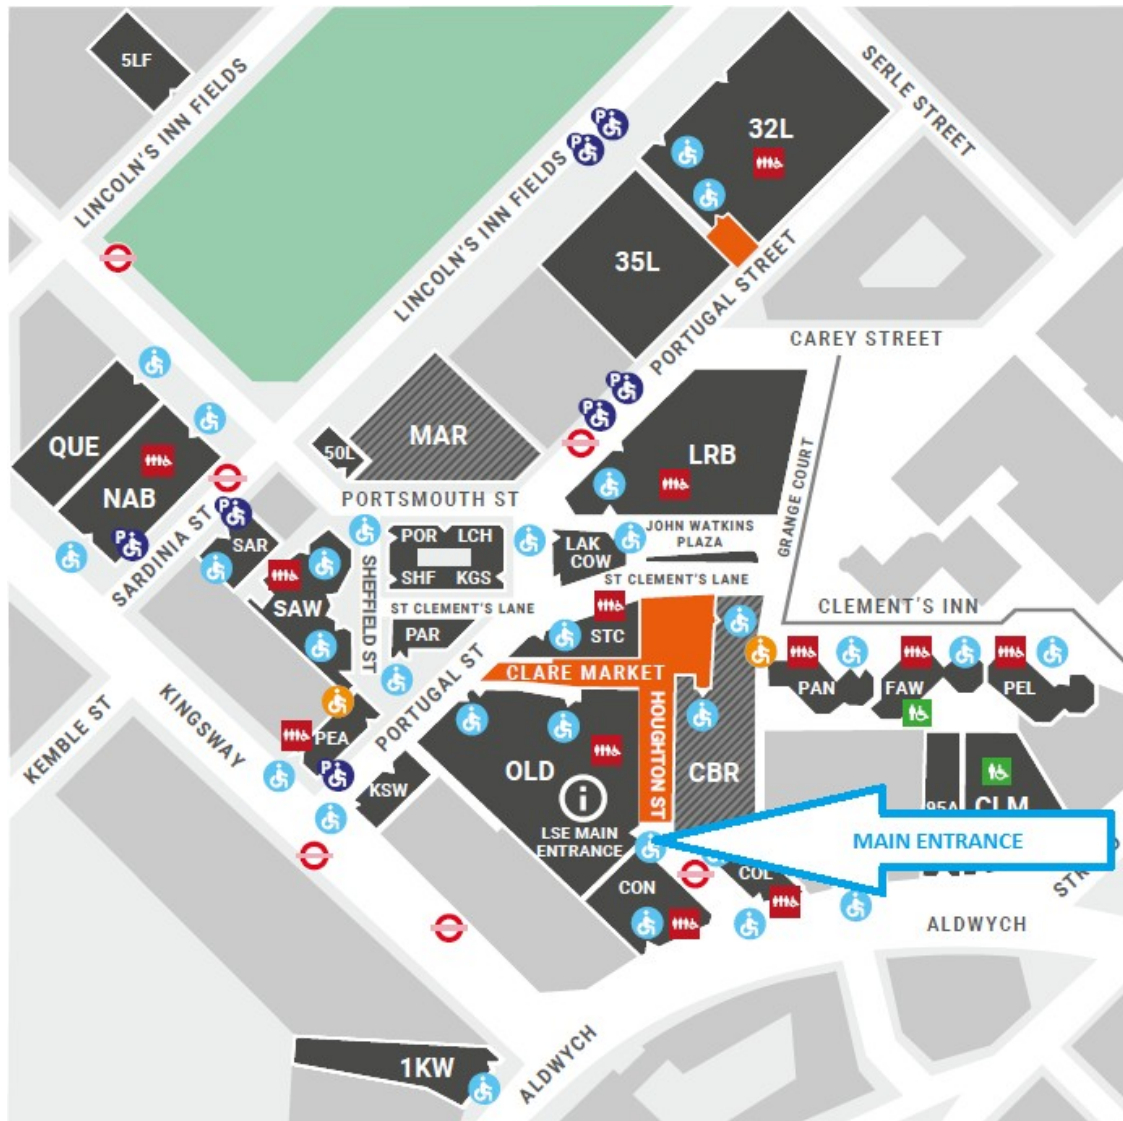 5LF
LINCOLN'S INN FIELDS
SERLE STREET
32L
P
P
LINCOLN'S INN FIELDS
35L
PORTUGAL STREET
CAREY STREET
P
P
QUE
MAR
50L
LRB
GRANGE COURT
NAB
PORTSMOUTH ST
P
P
SARDINIA ST
SAR
POR LCH
SHF KGS
LAK
COW
JOHN WATKINS
PLAZA
ST CLEMENT'S LANE
SHEFFIELD ST
SAW
ST CLEMENT'S LANE
CLEMENT'S INN
PAR
STC
PORTUGAL ST
CLARE MARKET
HOUGHTON ST
PAN
FAW
PEL
KEMBLE ST
KINGSWAY
PEA
P
KSW
OLD
CBR
i
LSE MAIN
ENTRANCE
95A
CLM
MAIN ENTRANCE
CON
COL
ALDWYCH
1KW
ALDWYCH